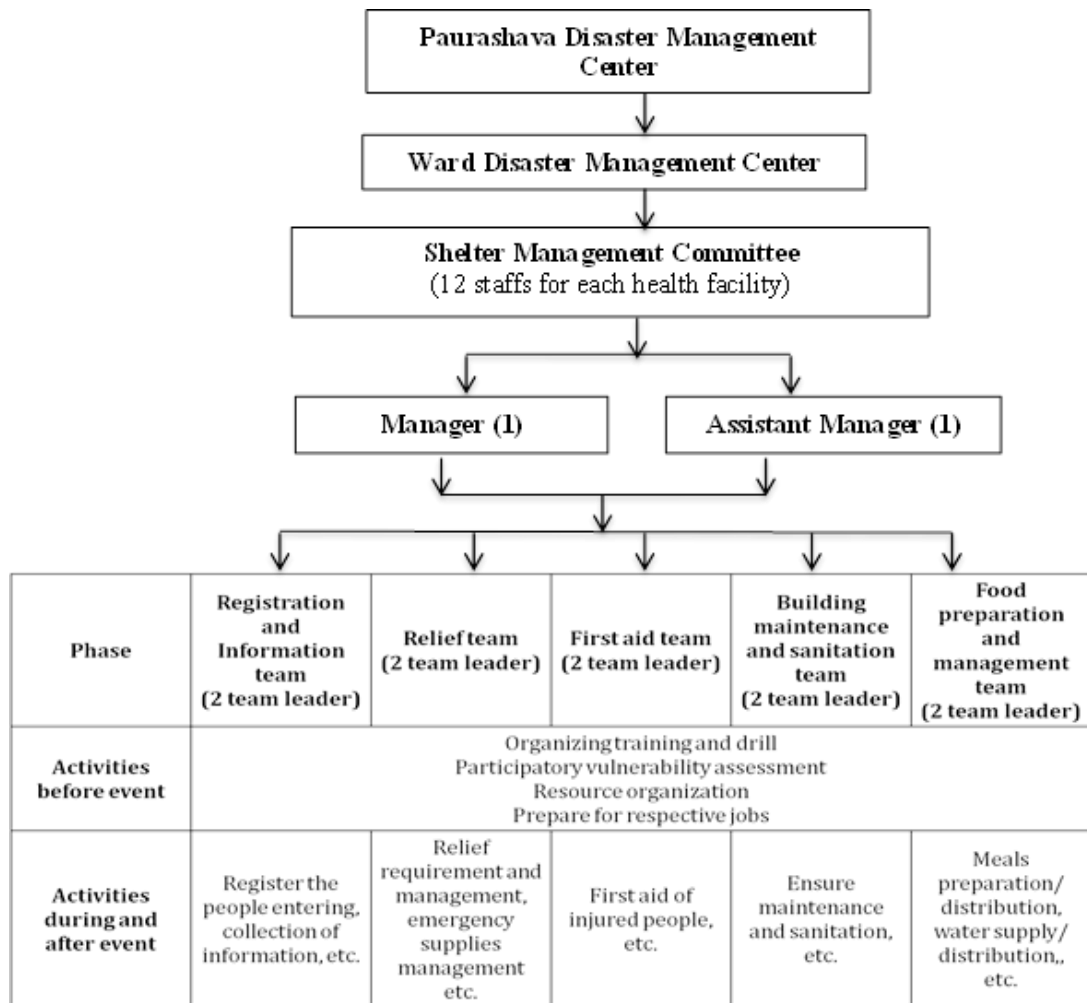 Paurashava Disaster Management
Center
Ward Disaster Management Center
Shelter Management Committee
(12 staffs for each health facility)
Manager (1)
Assistant Manager (1)
Phase
Registration
and
Information
team
(2 team leader)
Relief team
(2 team leader)
First aid team
(2 team leader)
Building
maintenance
and sanitation
team
(2 team leader)
Food
preparation
and
management
team
(2 team leader)
Activities
before event
Organizing training and drill
Participatory vulnerability assessment
Resource organization
Prepare for respective jobs
Activities
during and
after event
Register the
people entering,
collection of
information, etc.
Relief
requirement and
management,
emergency
supplies
management
etc.
First aid of
injured people,
etc.
Ensure
maintenance
and sanitation,
etc.
Meals
preparation/
distribution,
water supply/
distribution,,
etc.